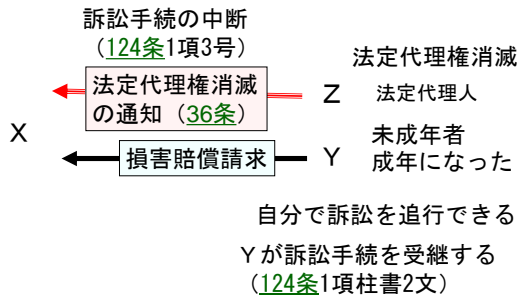 訴訟手続の中断
（124条1項3号）
法定代理権消滅
法定代理権消滅
の通知（36条）
Z 法定代理人
X
損害賠償請求
Y 未成年者
成年になった
自分で訴訟を追行できる
Yが訴訟手続を受継する
（124条1項柱書2文）